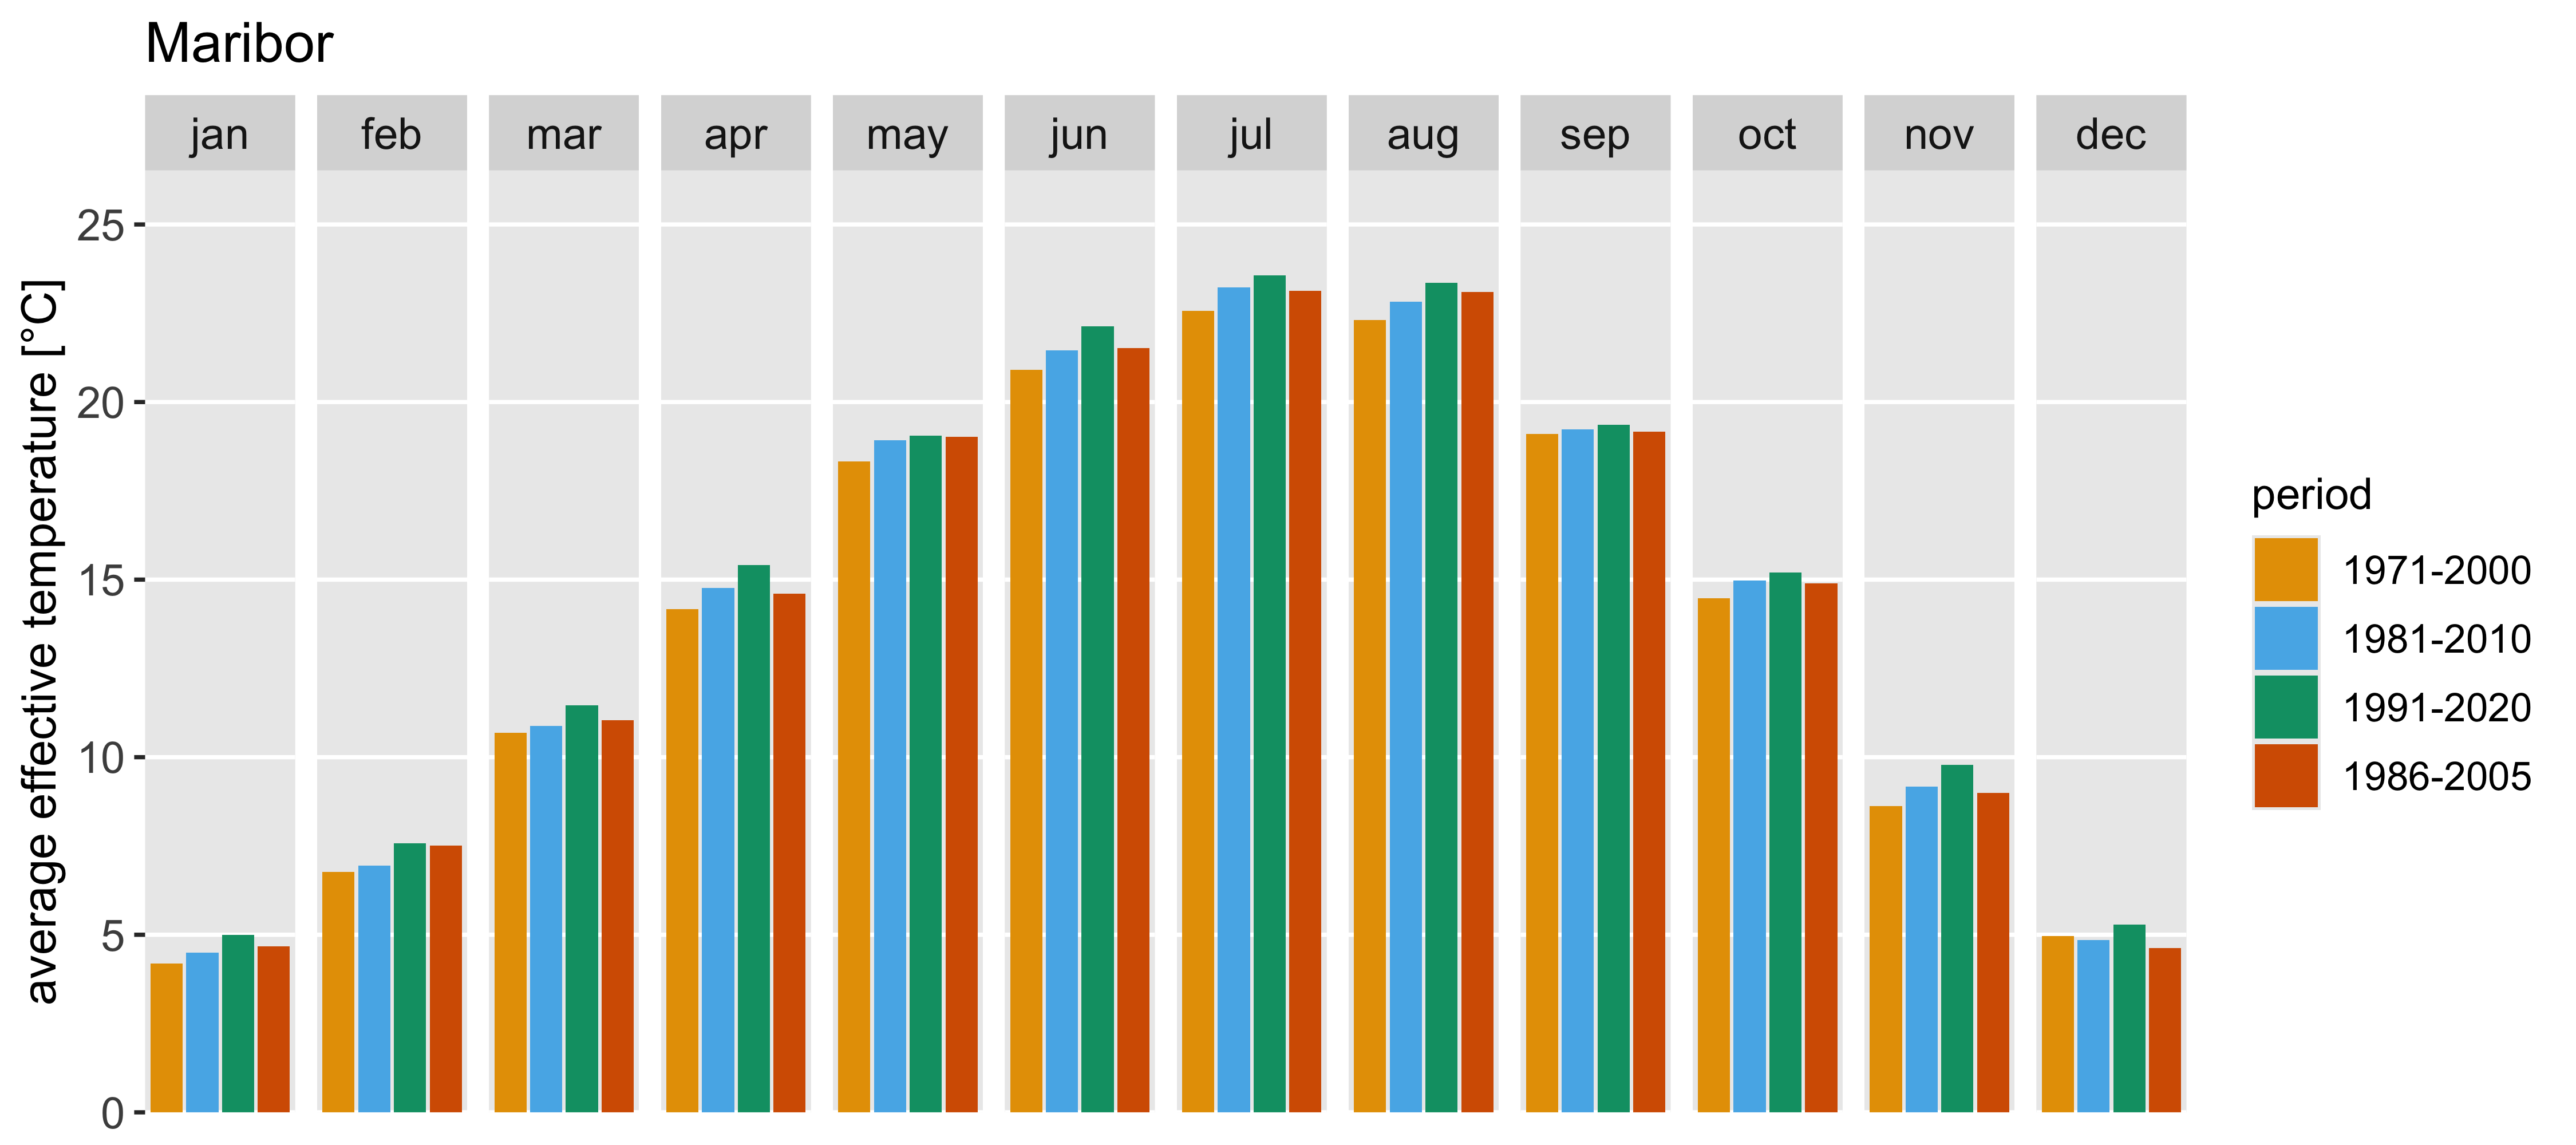 Maribor
jan feb mar apr may jun jul aug sep oct nov dec
average effective temperature [°C]
25
20
15
10
5
0
period
1971-2000
1981-2010
1991-2020
1986-2005